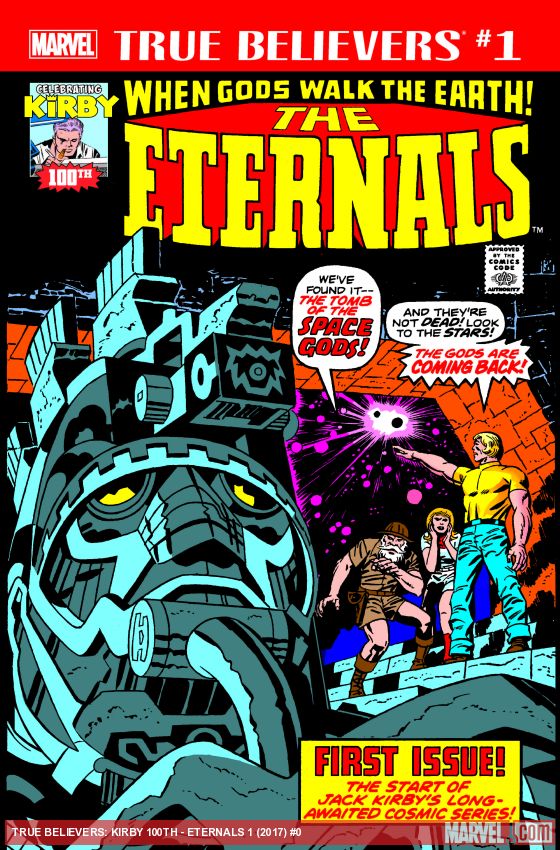 MARVEL TRUE BELIEVERS® #1
CELEBRATING
KIRBY
100TH
WHEN GODS WALK THE EARTH!
THE
ETERNALS™
APPROVED
BY THE
COMICS
CODE
CA
AUTHORITY
WE'VE
FOUND IT--
THE TOMB
OF THE
SPACE
GODS!
AND THEY'RE
NOT DEAD! LOOK
TO THE STARS!
THE GODS ARE
COMING BACK!
FIRST ISSUE!
THE START OF
JACK KIRBY'S LONG-
AWAITED COSMIC SERIES!
TRUE BELIEVERS: KIRBY 100TH - ETERNALS 1 (2017) #0
MARVEL.com